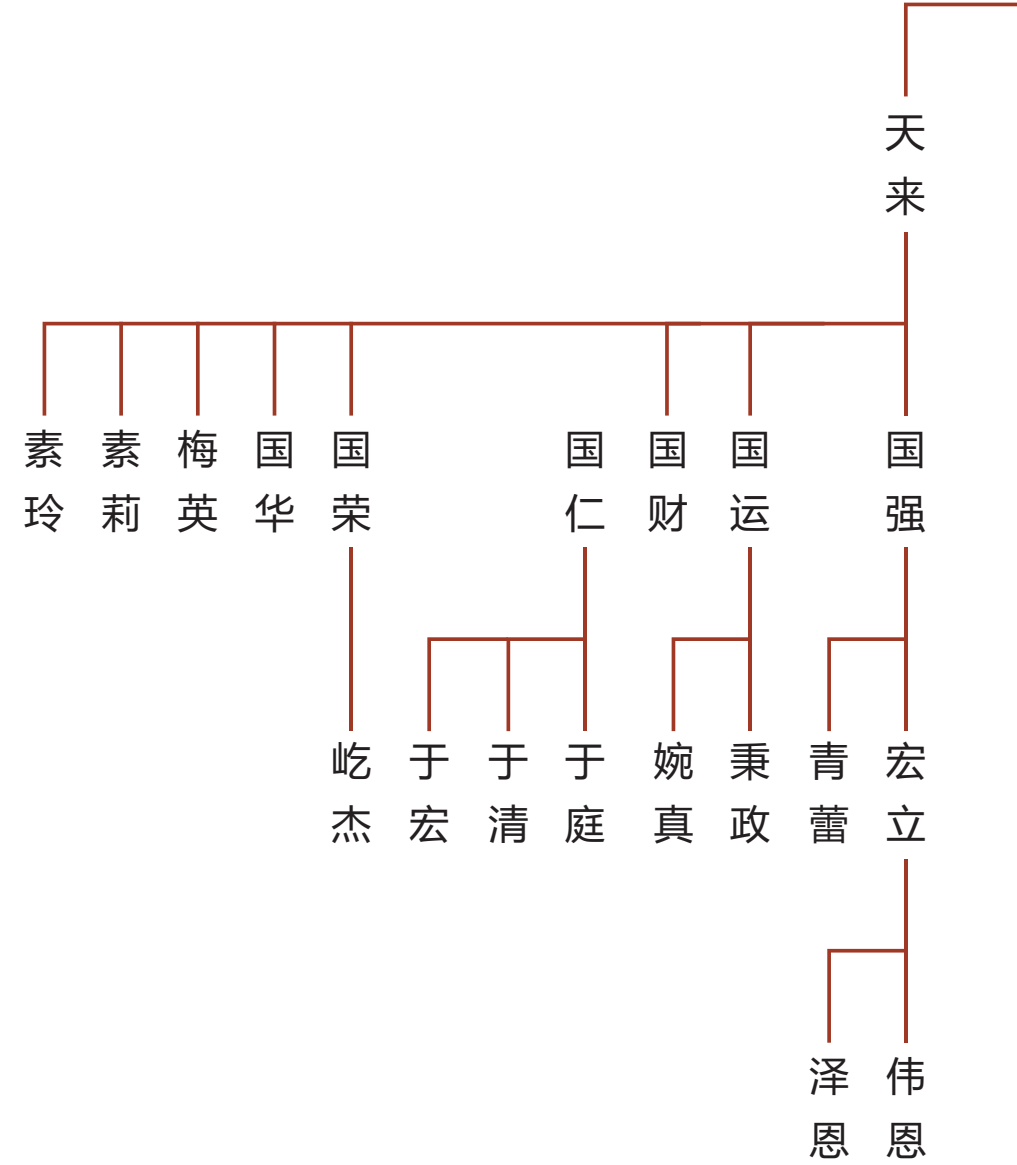 天来
素玲
素莉
梅英
国华
国荣
国仁
国财
国运
国强
屹杰
于宏
于清
于庭
婉真
秉政
青蕾
宏立
泽恩
伟恩